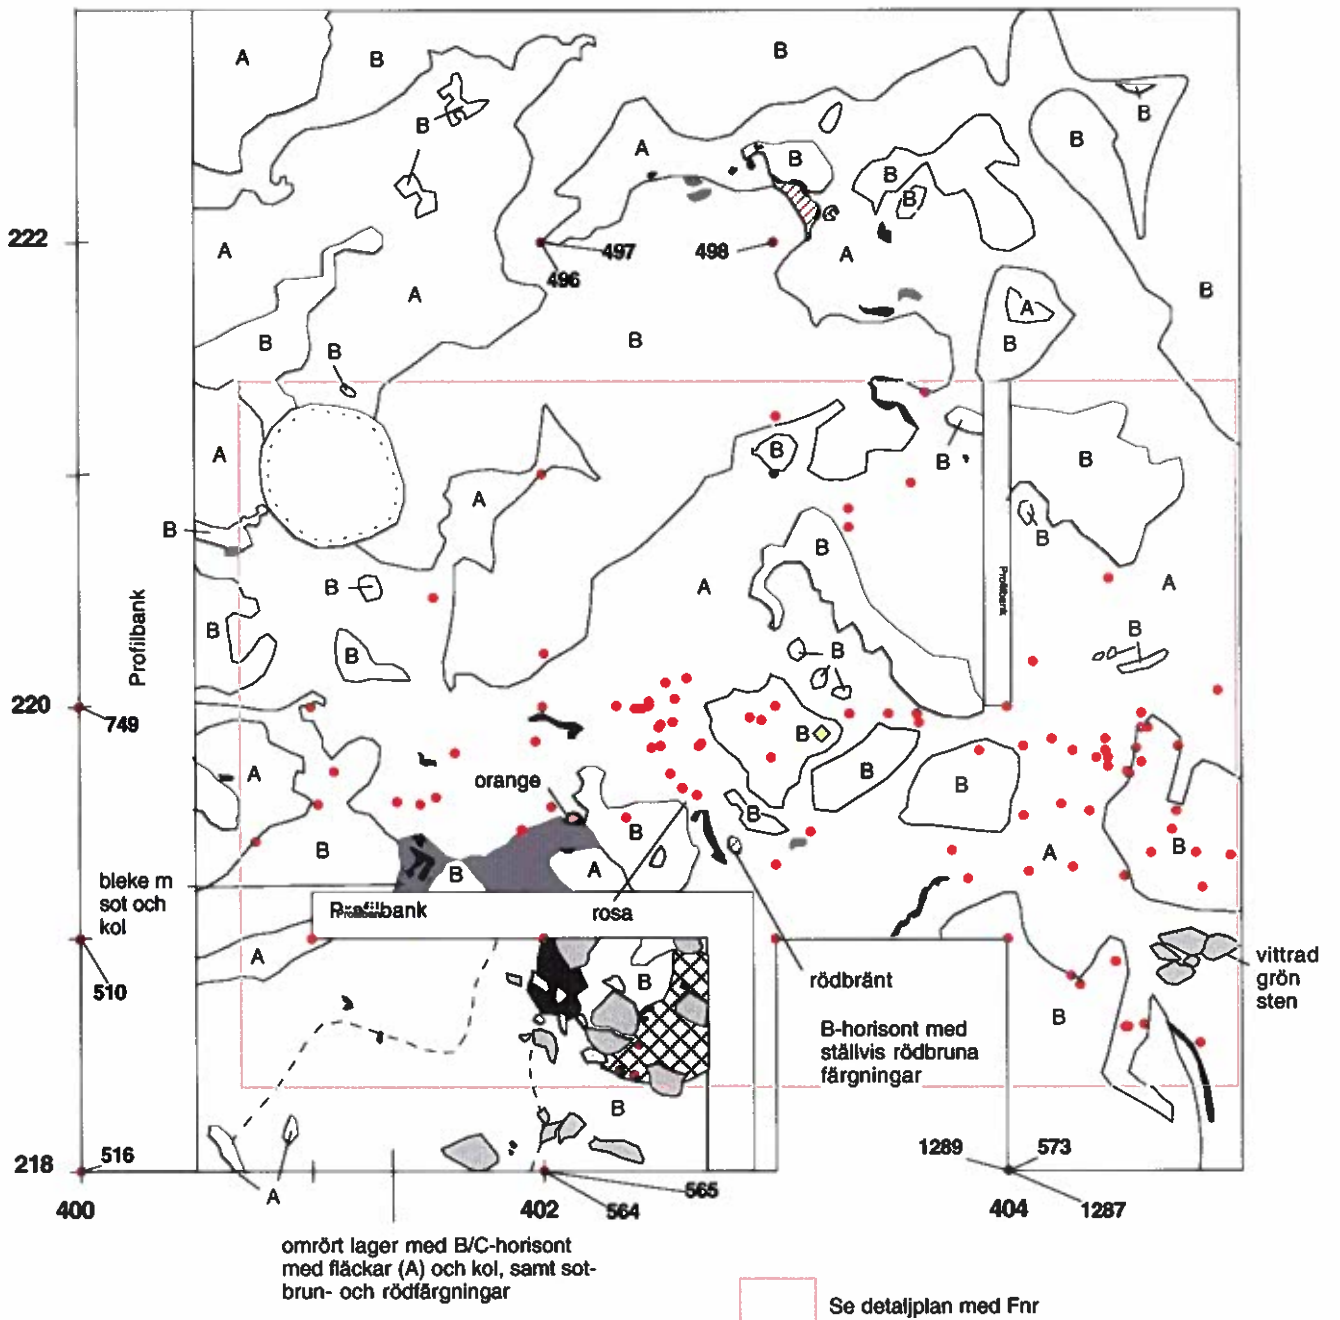 A
B
B
B
B
B
A
B
B
B
222
A
497
498
A
496
A
B
A
B
B
B
B
B
A
B
A
B
B
A
B
B
B
B
B
A
Profilbank
A
Profilbank
B
B
B
B
220
749
B
A
orange
B
B
B
B
B
A
B
B
A
bleke m
sot och
kol
Profilbank
rosa
A
B
vittrad
grön
sten
510
rödbränt
B
B-horisont med
ställvis rödbruna
färgningar
B
516
1289
573
218
A
565
400
402
564
404
1287
omrört lager med B/C-horisont
med fläckar (A) och kol, samt sot-
brun- och rödfärgningar
Se detaljplan med Fnr